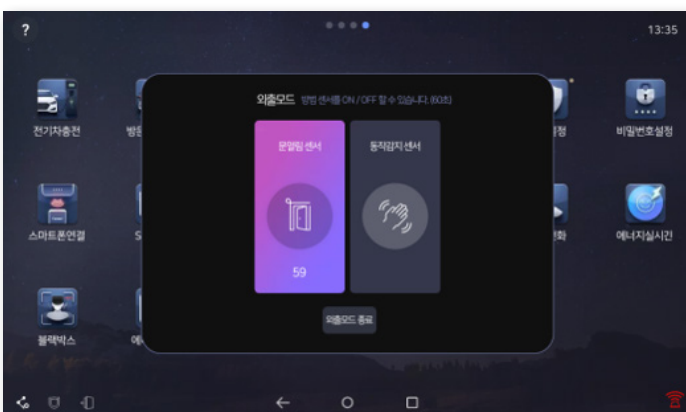 ?
13:35
외출모드 방범 센서를 ON / OFF 할 수 있습니다. (60초)
전기차충전
비밀번호설정
문열림 센서
동작감지 센서
스마트폰연결
에너지실시간
59
외출모드 종료
블랙박스